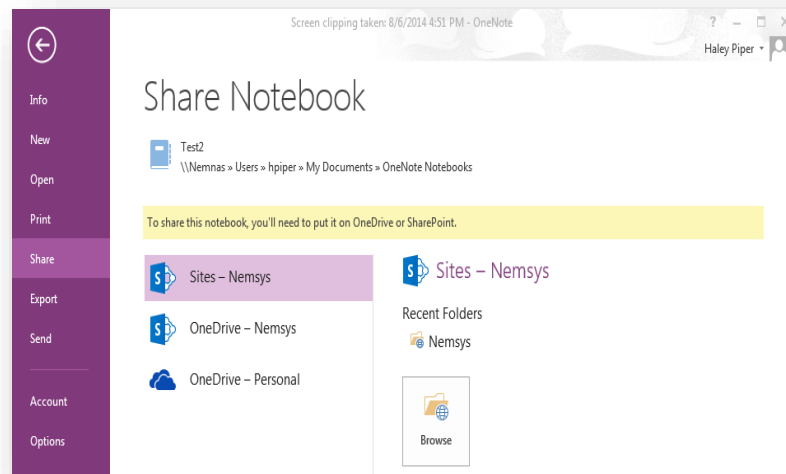 Screen clipping taken: 8/6/2014 4:51 PM - OneNote
?
Haley Piper
Info
New
Open
Print
Share
Export
Send
Account
Options
Share Notebook
Test2
\\Nemnas » Users » hpiper » My Documents » OneNote Notebooks
To share this notebook, you'll need to put it on OneDrive or SharePoint.
Sites – Nemsys
OneDrive – Nemsys
OneDrive – Personal
Sites – Nemsys
Recent Folders
Nemsys
Browse